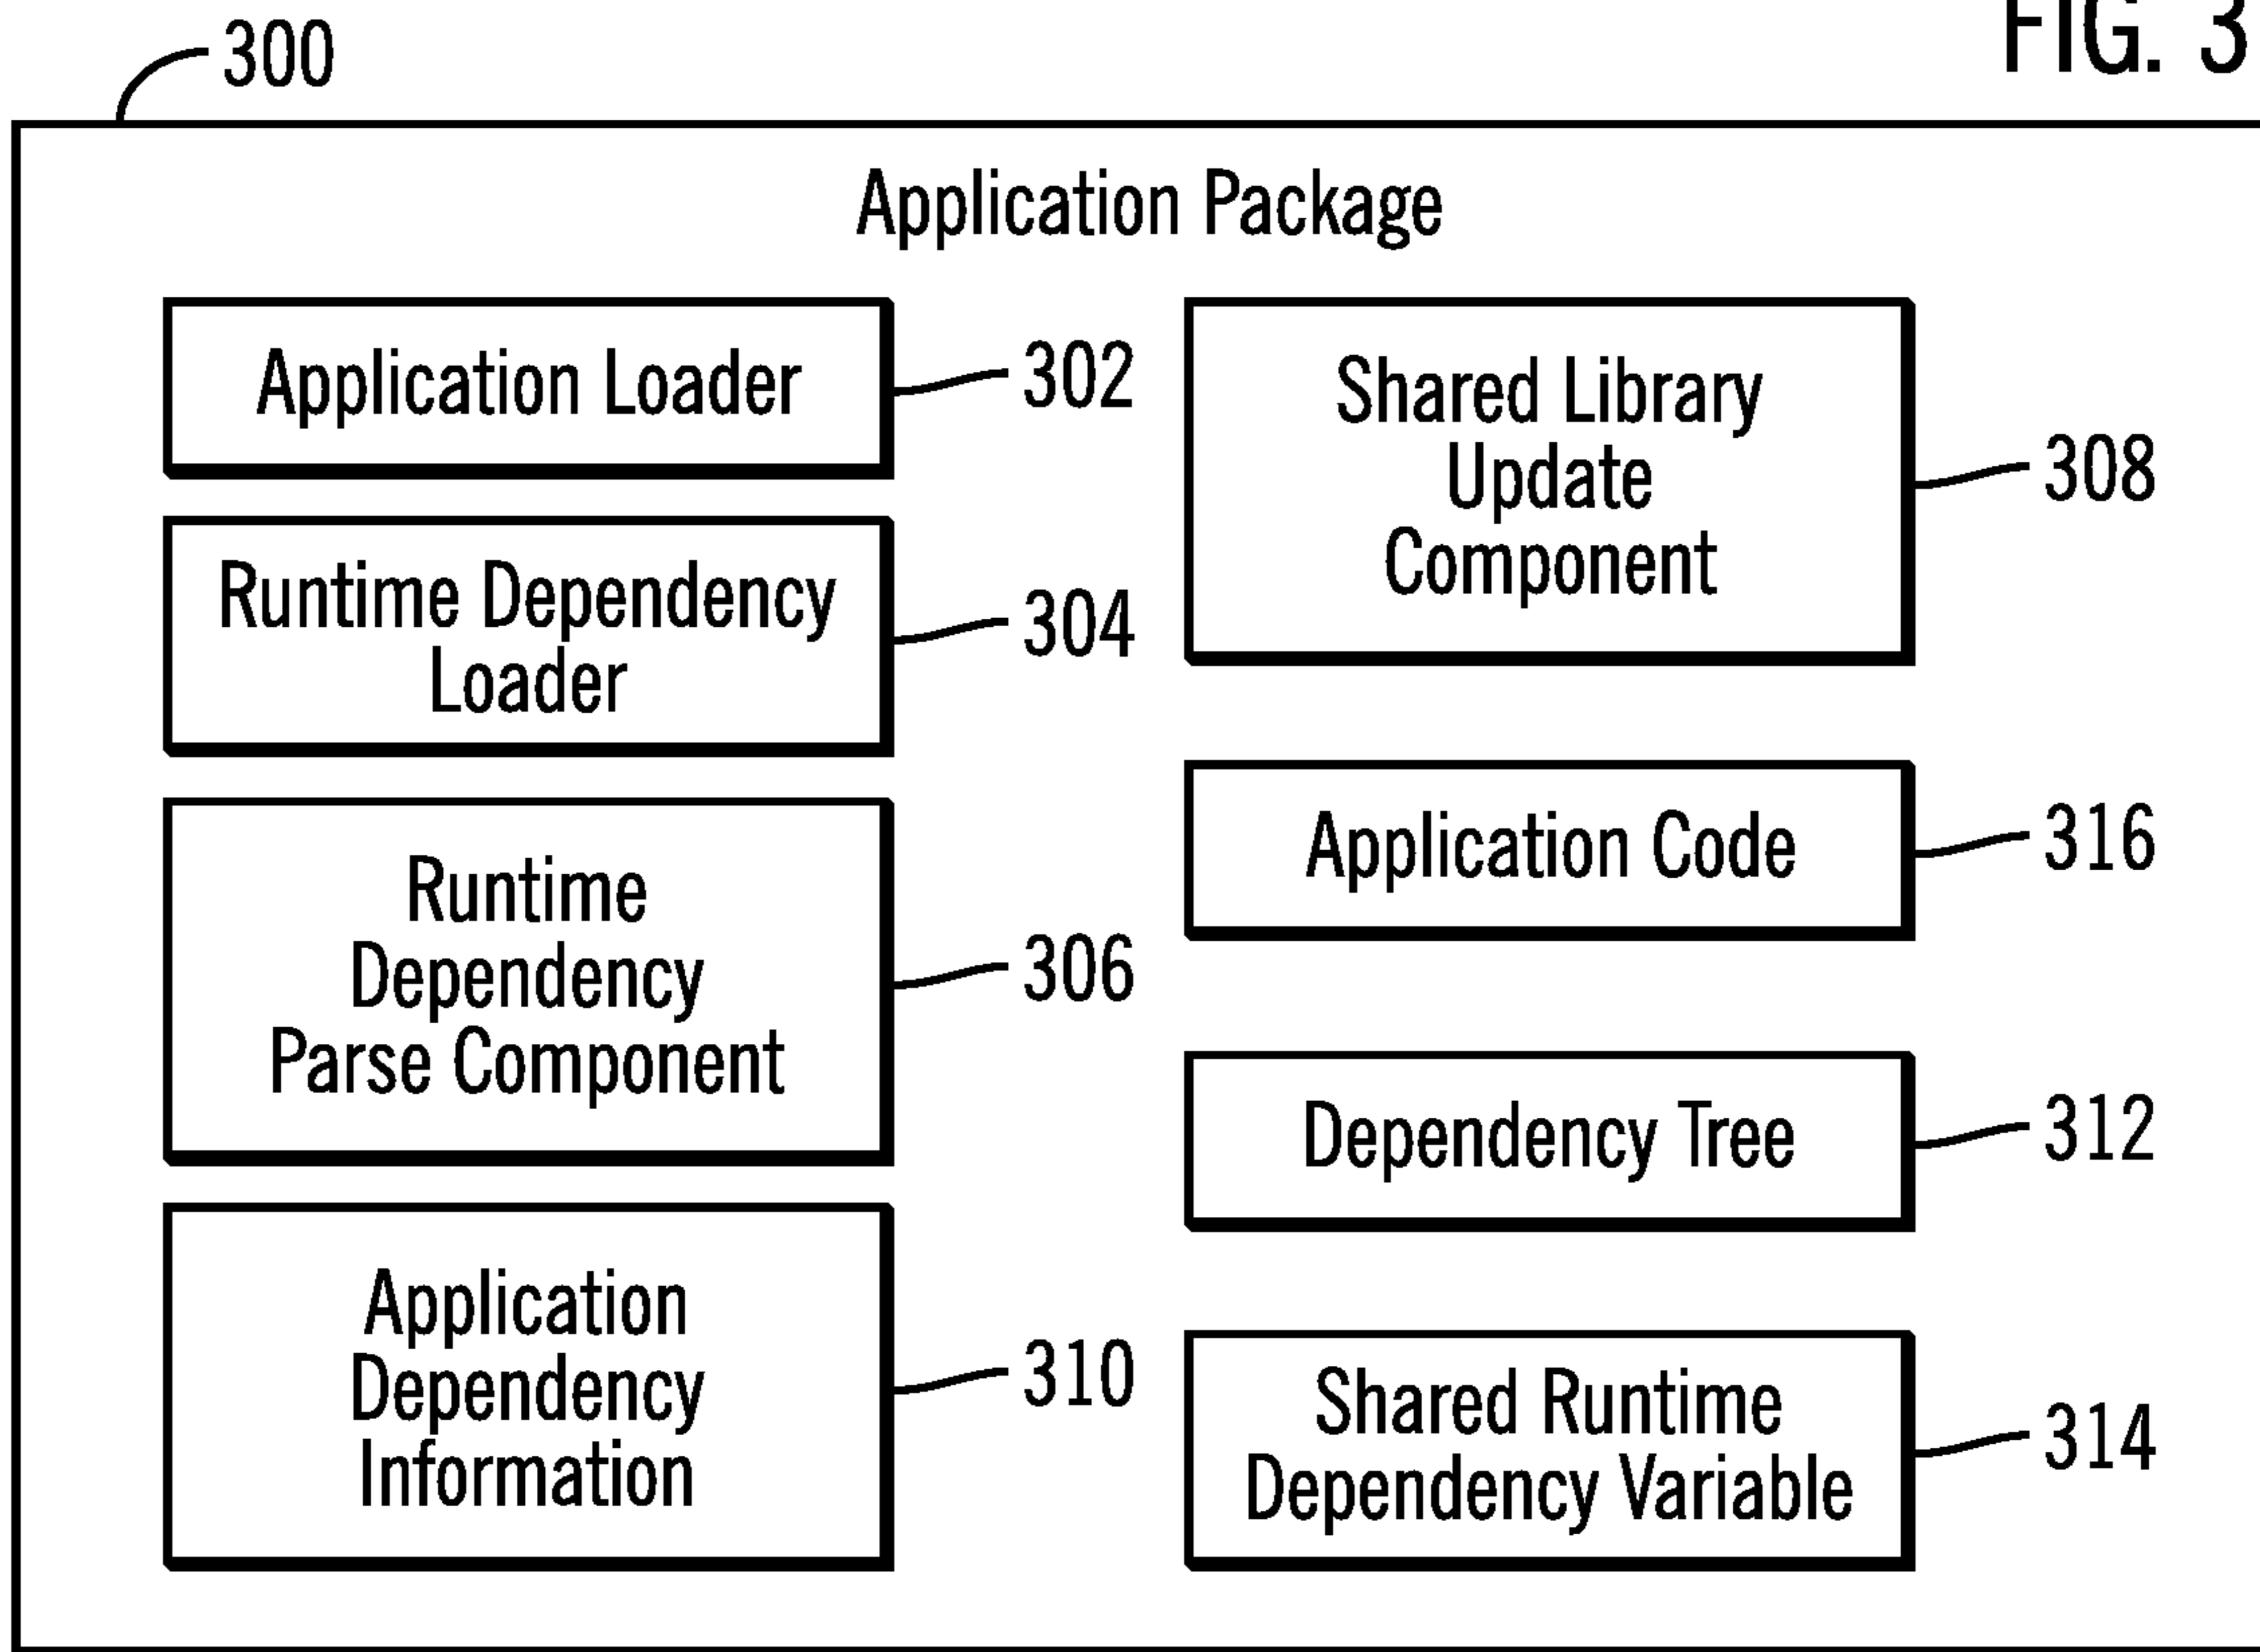 FIG. 3
300
Application Package
Application Loader
302
Runtime Dependency
Loader
304
Runtime
Dependency
Parse Component
306
Application
Dependency
Information
310
Shared Library
Update
Component
308
Application Code
316
Dependency Tree
312
Shared Runtime
Dependency Variable
314